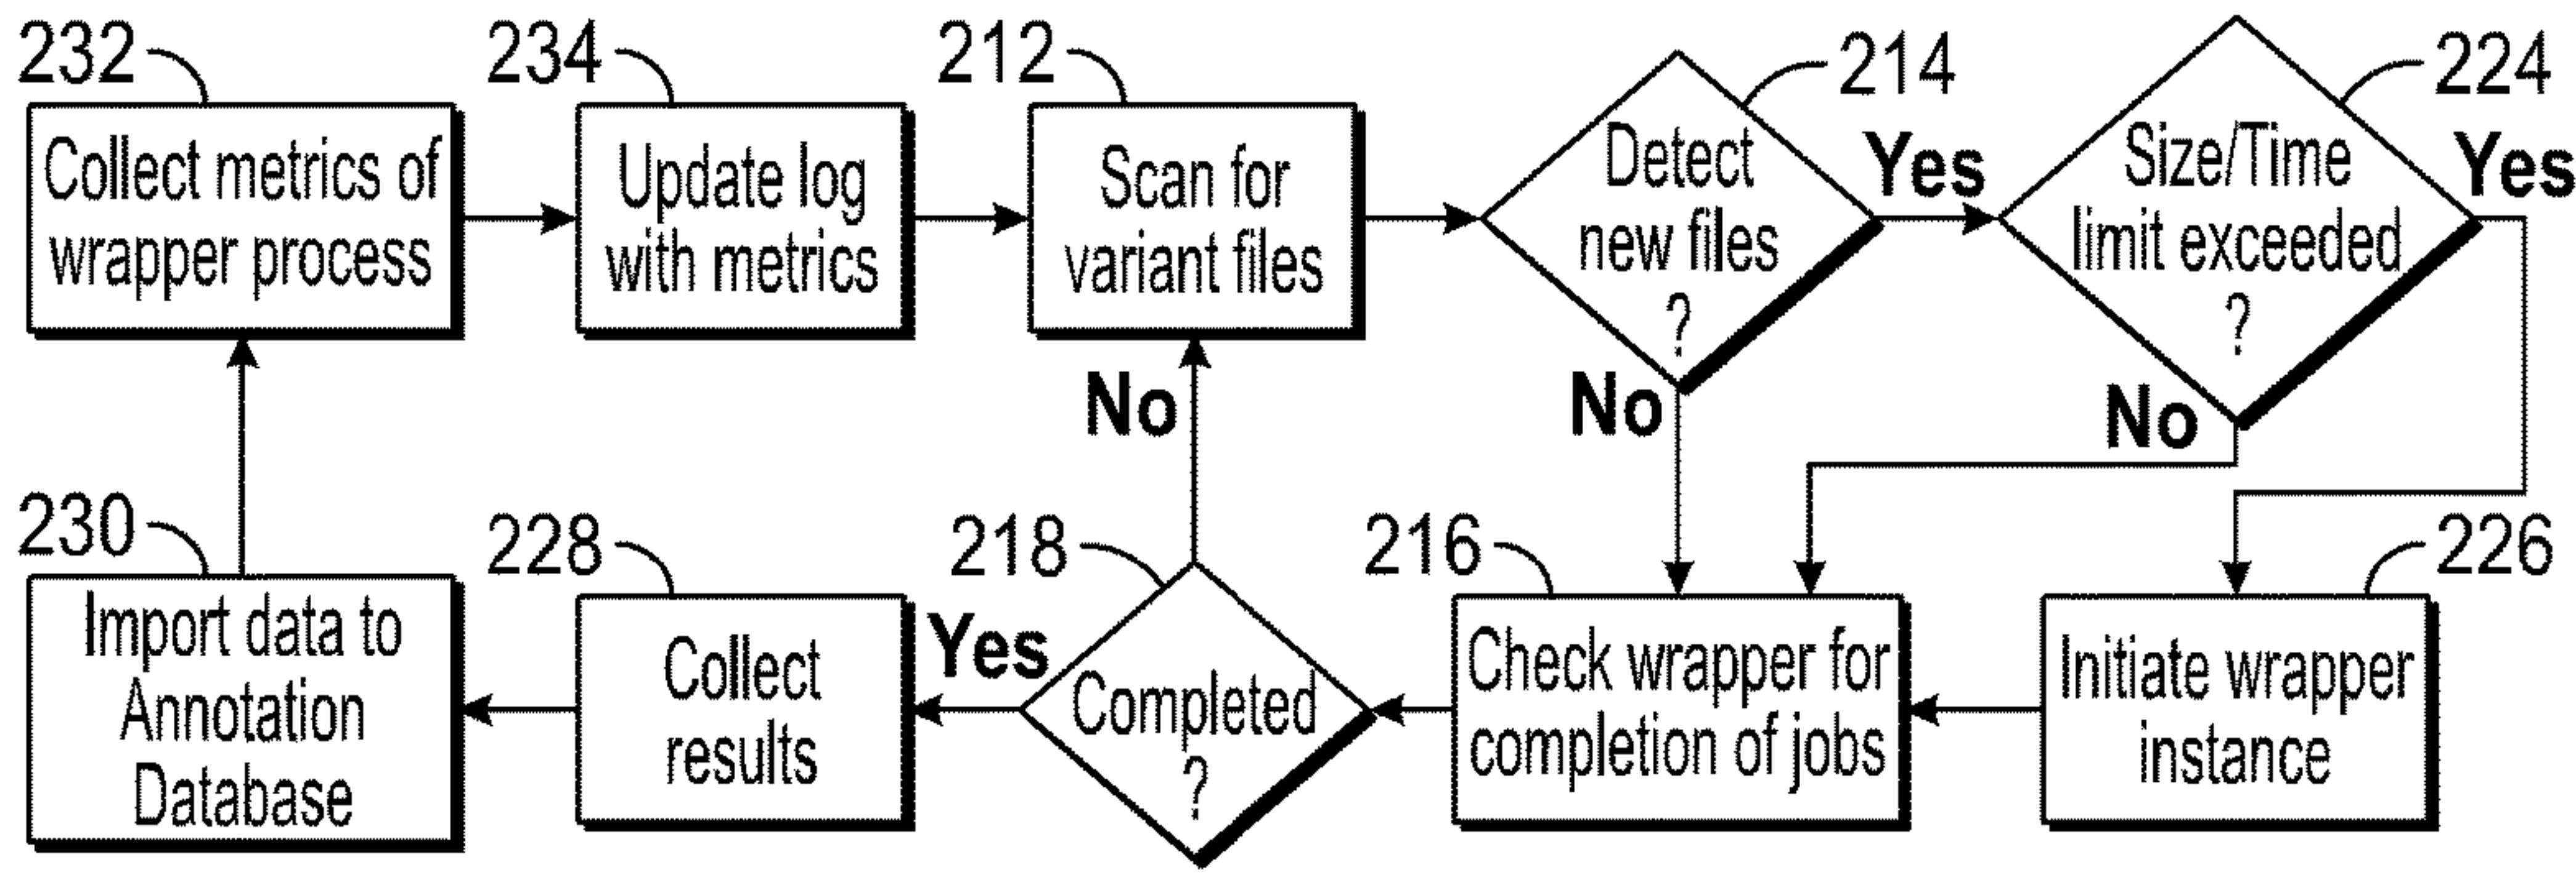 232
Collect metrics of
wrapper process
234
Update log
with metrics
212
Scan for
variant files
214
Detect
new files
?
Yes
No
224
Size/Time
limit exceeded
?
Yes
No
No
230
Import data to
Annotation
Database
228
Collect
results
Yes
218
Completed
?
216
Check wrapper for
completion of jobs
226
Initiate wrapper
instance